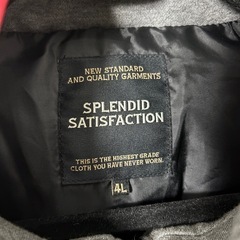 NEW STANDARD
AND QUALITY GARMENTS
SPLENDID
SATISFACTION
THIS IS THE HIGHEST GRADE
CLOTH YOU HAVE NEVER WORN.
4L